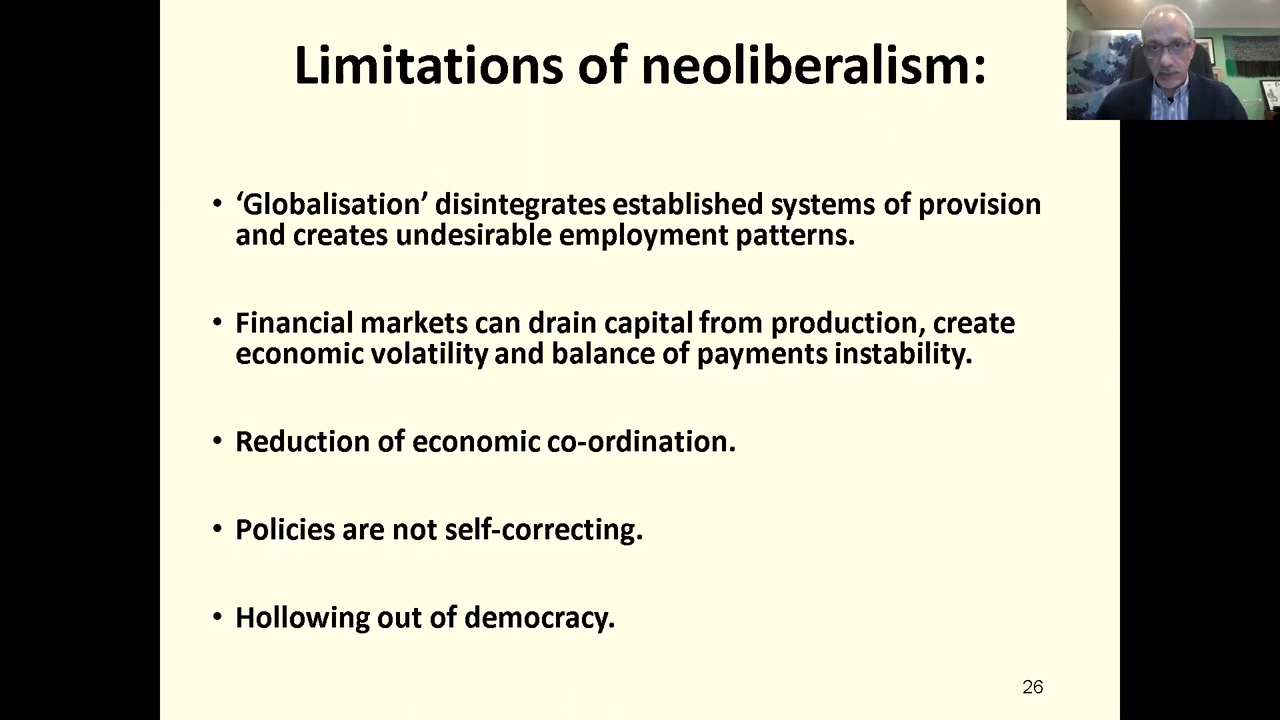 Limitations of neoliberalism:
• ‘Globalisation’ disintegrates established systems of provision
and creates undesirable employment patterns.
• Financial markets can drain capital from production, create
economic volatility and balance of payments instability.
• Reduction of economic co-ordination.
• Policies are not self-correcting.
• Hollowing out of democracy.
26